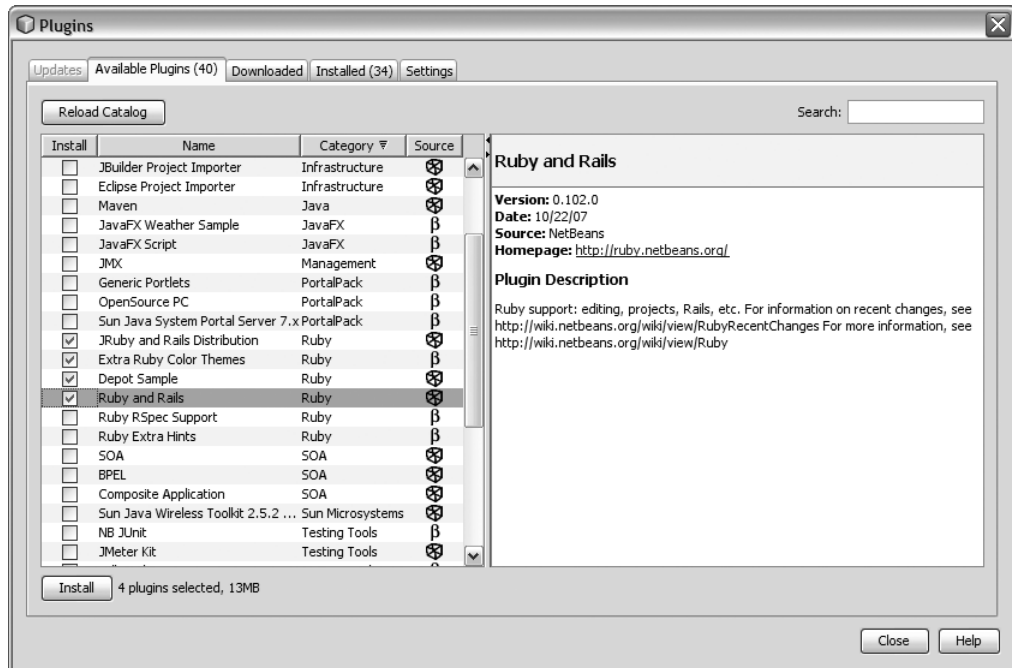 Plugins
Updates Available Plugins (40) Downloaded Installed (34) Settings
Reload Catalog Search:
Install Name Category Source
JBuilder Project Importer Infrastructure
Eclipse Project Importer Infrastructure
Maven Java
JavaFX Weather Sample JavaFX β
JavaFX Script JavaFX β
JMX Management
Generic Portlets PortalPack β
OpenSource PC PortalPack β
Sun Java System Portal Server 7.x PortalPack β
JRuby and Rails Distribution Ruby
Extra Ruby Color Themes Ruby β
Depot Sample Ruby
Ruby and Rails Ruby
Ruby RSpec Support Ruby β
Ruby Extra Hints Ruby β
SOA SOA
BPEL SOA
Composite Application SOA
Sun Java Wireless Toolkit 2.5.2 ... Sun Microsystems
NB JUnit Testing Tools β
JMeter Kit Testing Tools
Ruby and Rails
Version: 0.102.0
Date: 10/22/07
Source: NetBeans
Homepage: http://ruby.netbeans.org/
Plugin Description
Ruby support: editing, projects, Rails, etc. For information on recent changes, see
http://wiki.netbeans.org/wiki/view/RubyRecentChanges For more information, see
http://wiki.netbeans.org/wiki/view/Ruby
Install 4 plugins selected, 13MB
Close Help